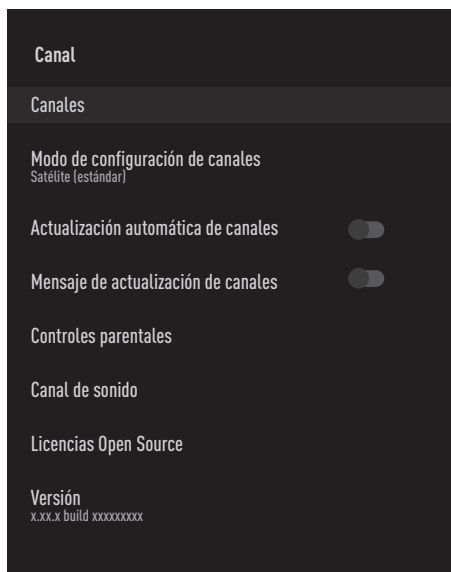 Canal
Canales
Modo de configuración de canales
Satélite (estándar)
Actualización automática de canales
Mensaje de actualización de canales
Controles parentales
Canal de sonido
Licencias Open Source
Versión
x.xx.x build xxxxxxxxx